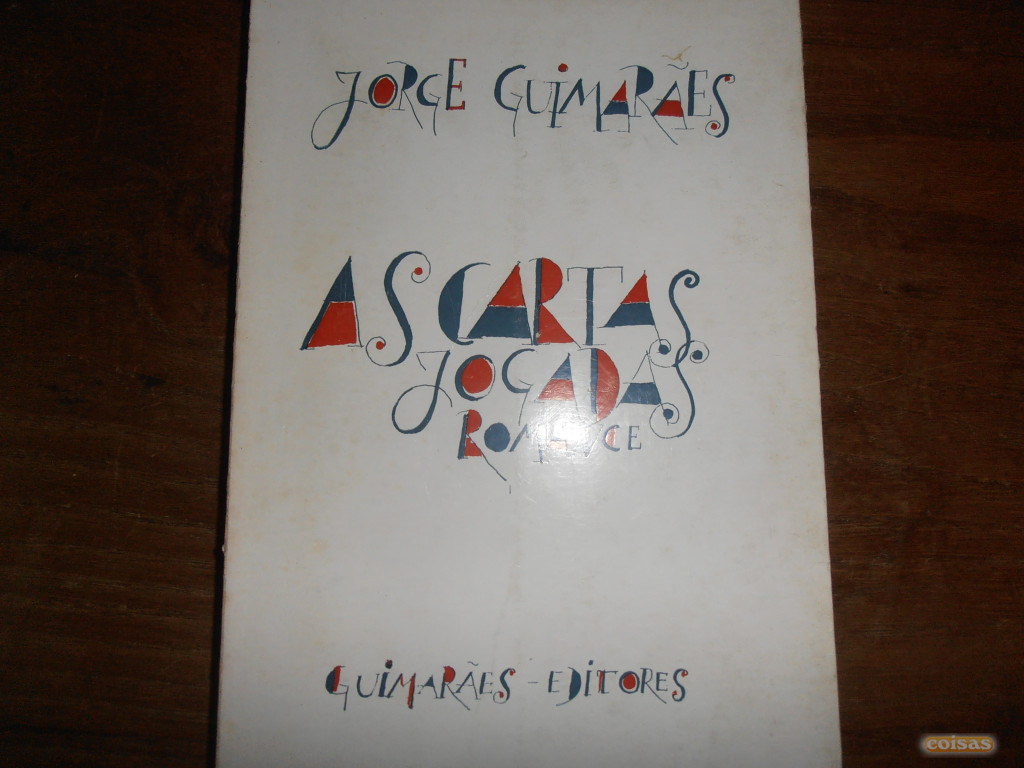 JORGE GUIMARÃES
AS CARTAS
JOGADAS
ROMANCE
GUIMARÃES - EDITORES
coisas